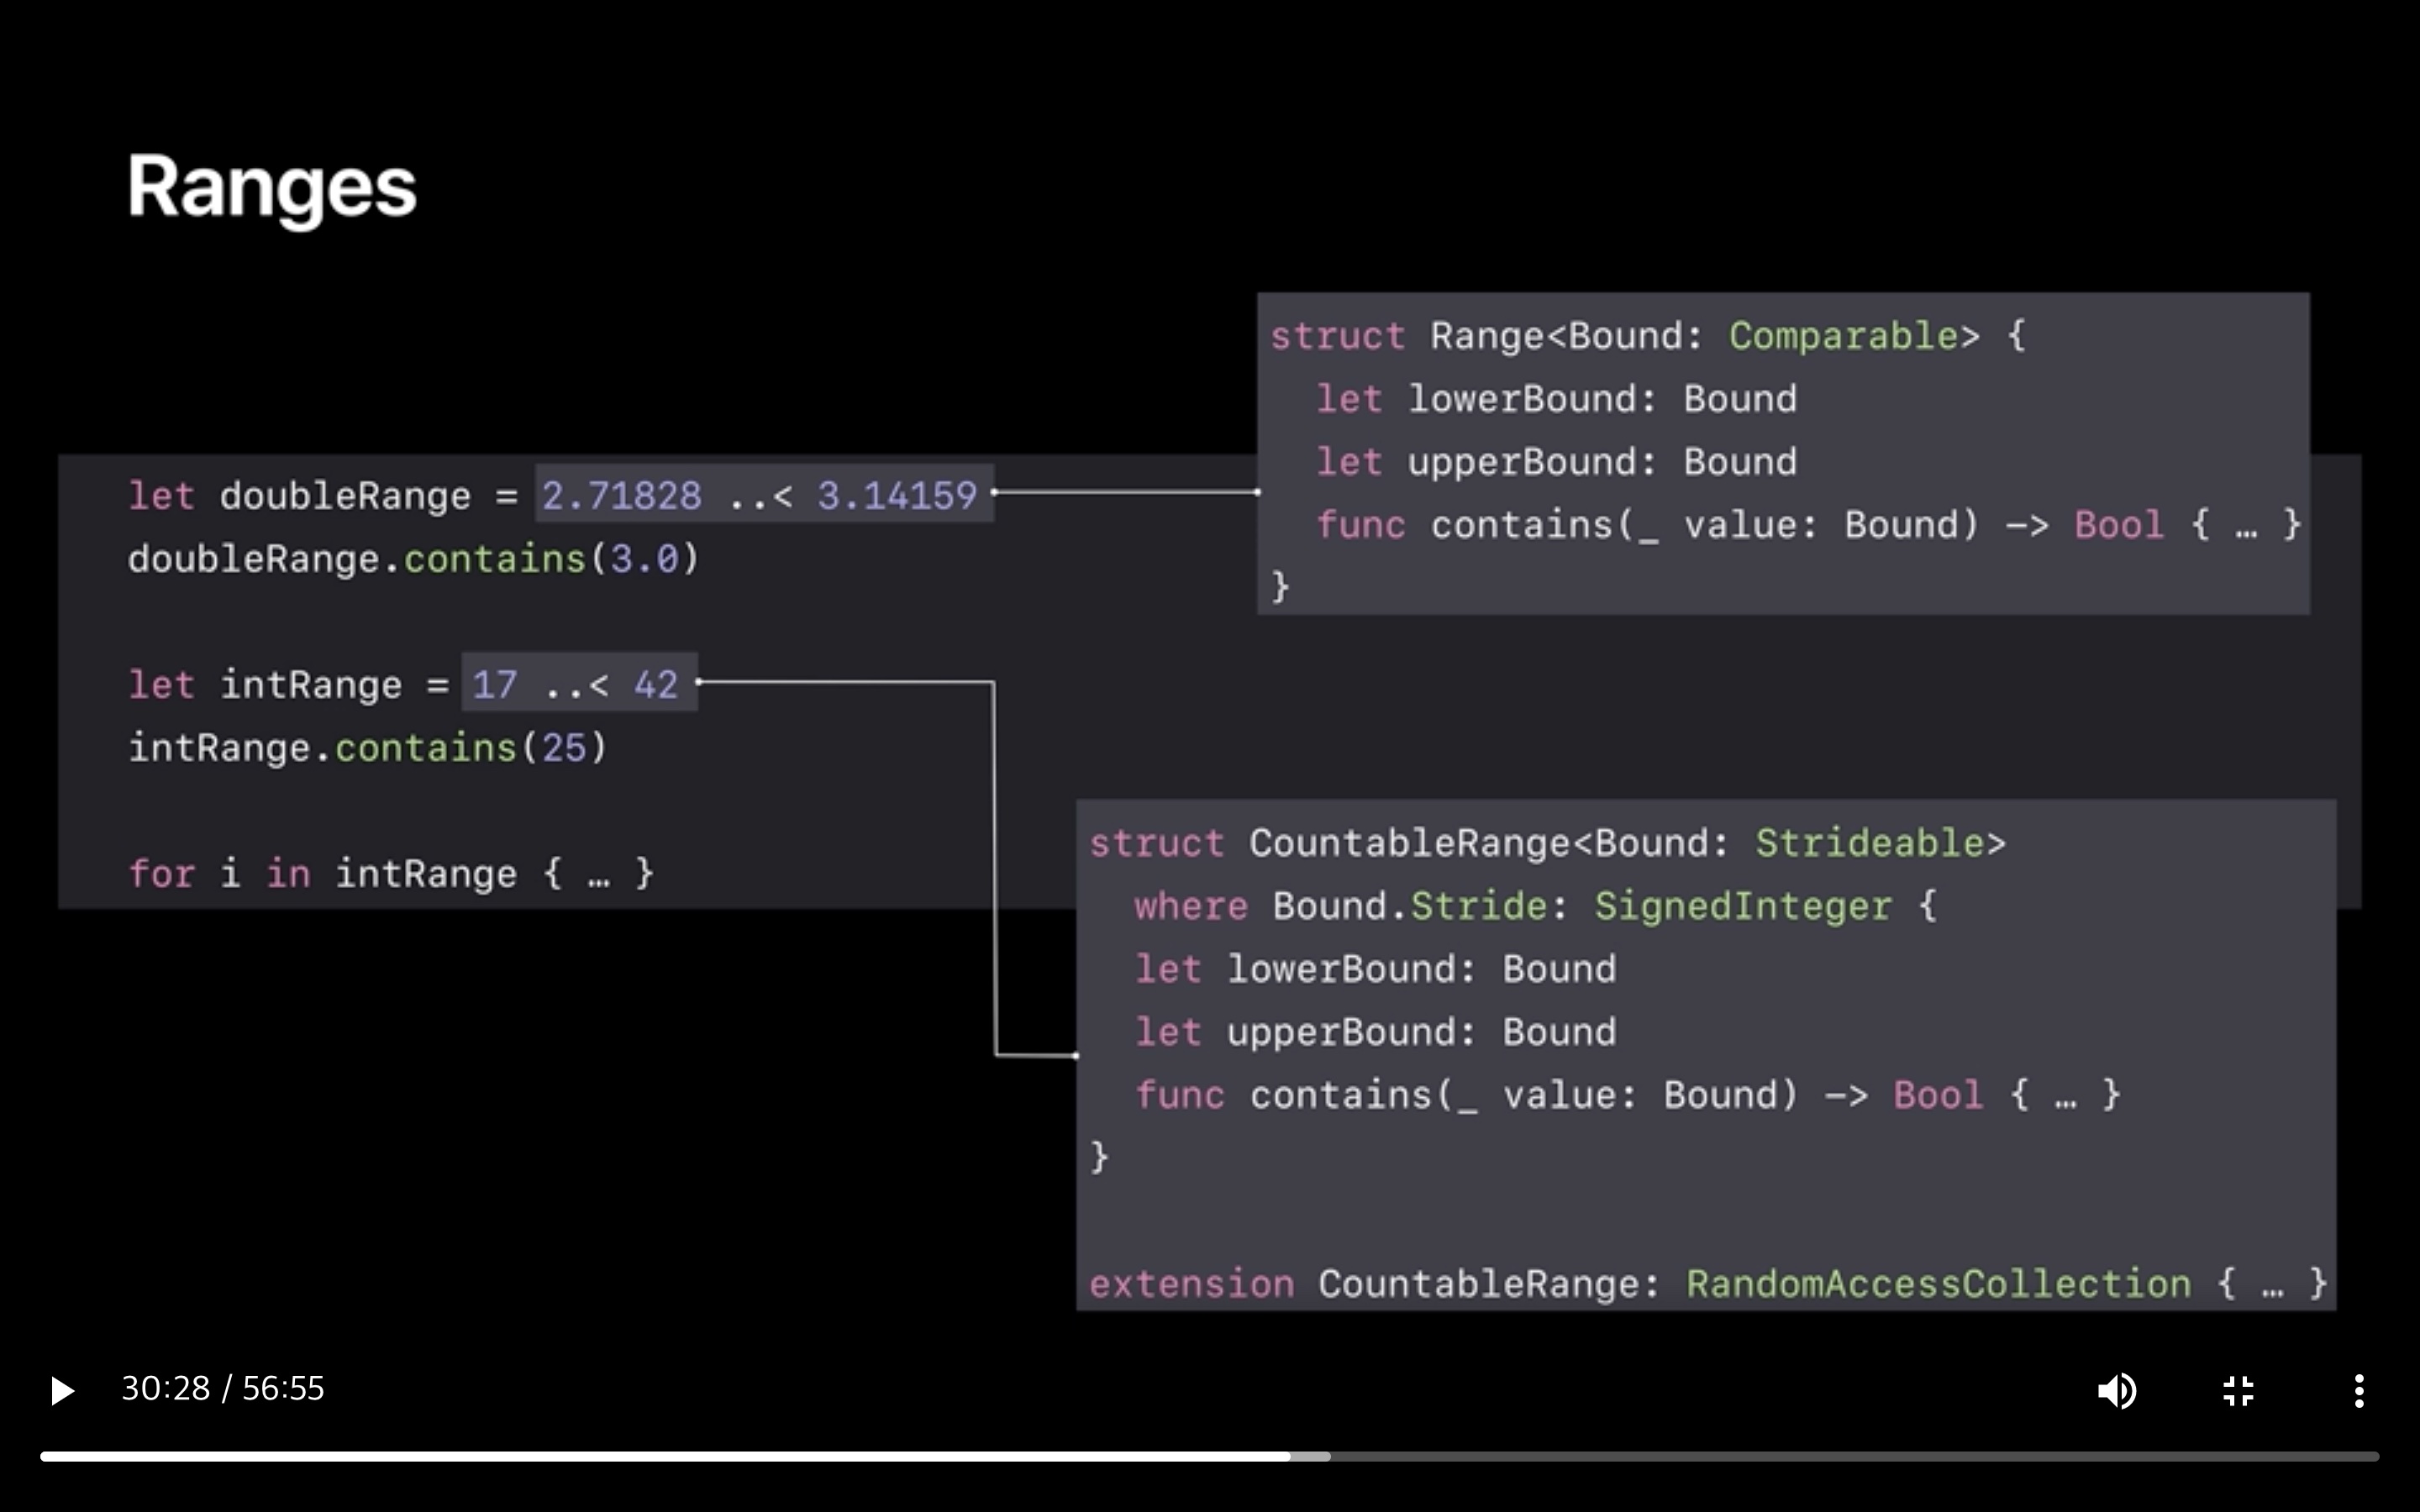 Ranges
let doubleRange = 2.71828 ..< 3.14159
doubleRange.contains(3.0)
let intRange = 17 ..< 42
intRange.contains(25)
for i in intRange { … }
struct Range<Bound: Comparable> {
let lowerBound: Bound
let upperBound: Bound
func contains(_ value: Bound) -> Bool { … }
}
struct CountableRange<Bound: Strideable>
where Bound.Stride: SignedInteger {
let lowerBound: Bound
let upperBound: Bound
func contains(_ value: Bound) -> Bool { … }
}
extension CountableRange: RandomAccessCollection { … }
30:28 / 56:55